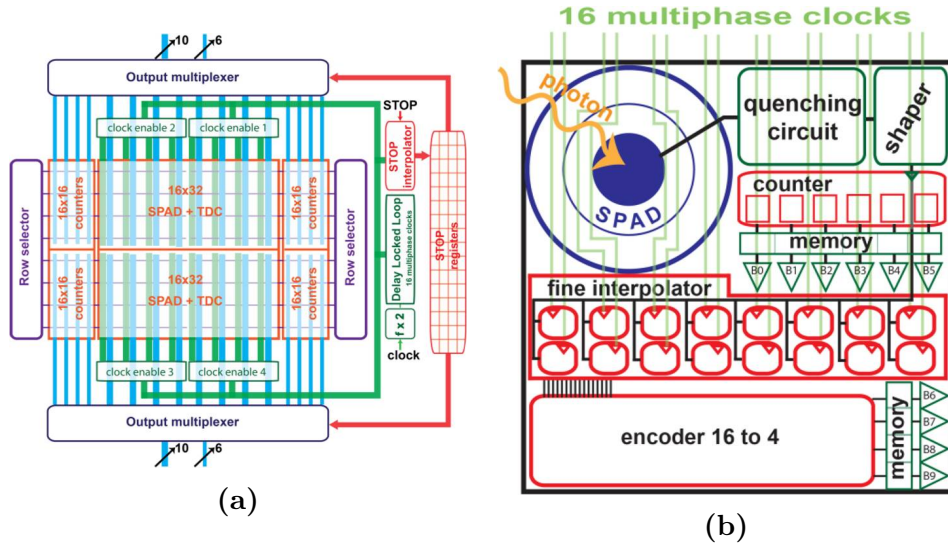 10
6
Output multiplexer
clock enable 2
clock enable 1
Row selector
16x16
counters
16x32
SPAD + TDC
16x16
counters
Row selector
16x16
counters
16x32
SPAD + TDC
16x16
counters
clock enable 3
clock enable 4
Output multiplexer
10
6
STOP
STOP
interpolator
Delay Locked Loop
16 multiphase clocks
f x 2
clock
STOP
registers
(a)
16 multiphase clocks
photon
SPAD
quenching
circuit
shaper
counter
memory
B0 B1 B2 B3 B4 B5
fine interpolator
encoder 16 to 4
memory
B6
B7
B8
B9
(b)